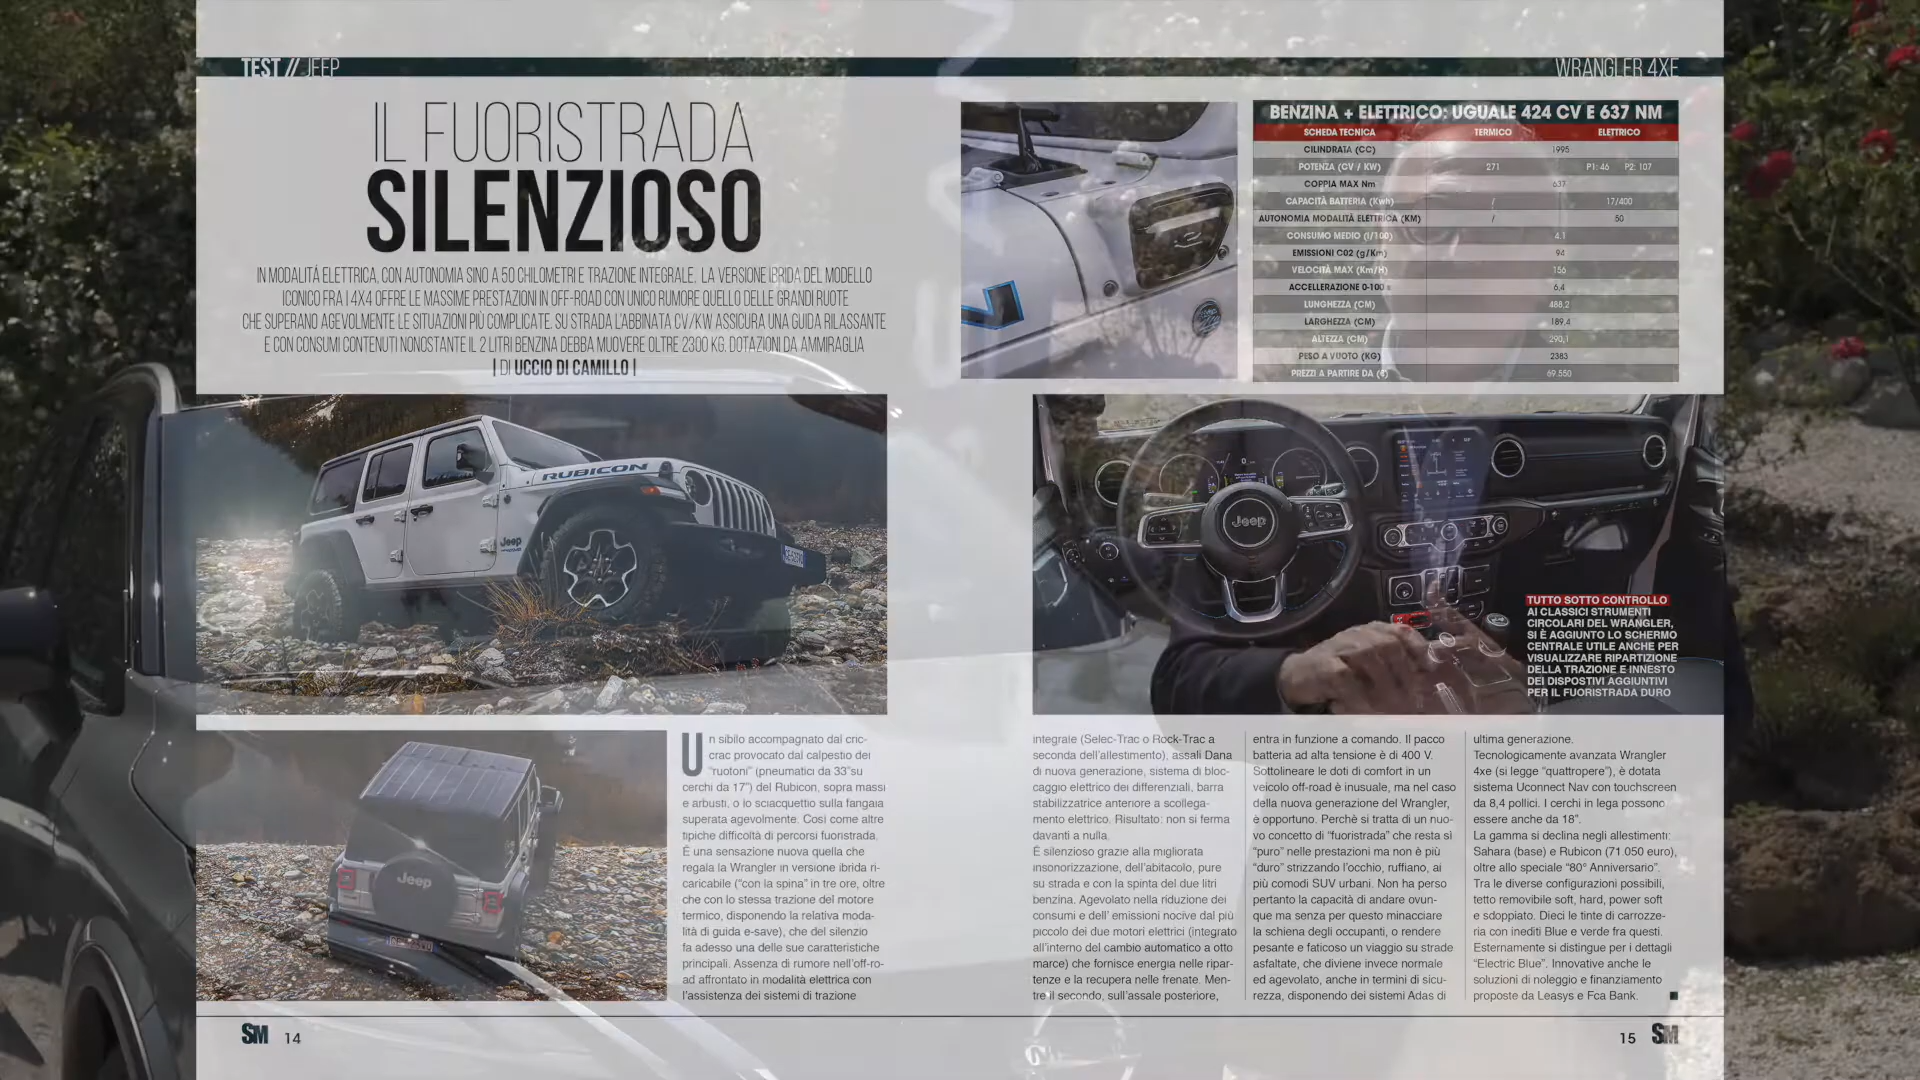 TEST // JEEP
WRANGLER 4XE
IL FUORISTRADA
SILENZIOSO
IN MODALITÁ ELETTRICA, CON AUTONOMIA SINO A 50 CHILOMETRI E TRAZIONE INTEGRALE, LA VERSIONE IBRIDA DEL MODELLO
ICONICO FRA I 4X4 OFFRE LE MASSIME PRESTAZIONI IN OFF-ROAD CON UNICO RUMORE QUELLO DELLE GRANDI RUOTE
CHE SUPERANO AGEVOLMENTE LE SITUAZIONI PIÙ COMPLICATE. SU STRADA L'ABBINATA CV/KW ASSICURA UNA GUIDA RILASSANTE
E CON CONSUMI CONTENUTI NONOSTANTE IL 2 LITRI BENZINA DEBBA MUOVERE OLTRE 2300 KG. DOTAZIONI DA AMMIRAGLIA
| DI UCCIO DI CAMILLO |
BENZINA + ELETTRICO: UGUALE 424 CV E 637 NM
SCHEDA TECNICA TERMICO ELETTRICO
CILINDRATA (CC) 1995
POTENZA (CV / KW) 271 P1: 46 P2: 107
COPPIA MAX Nm 637
CAPACITÀ BATTERIA (Kwh) / 17/400
AUTONOMIA MODALITÀ ELETTRICA (KM) / 50
CONSUMO MEDIO (l/100) 4.1
EMISSIONI CO2 (g/Km) 94
VELOCITÀ MAX (Km/H) 156
ACCELLERAZIONE 0-100 s 6,4
LUNGHEZZA (CM) 488,2
LARGHEZZA (CM) 189,4
ALTEZZA (CM) 290,1
PESO A VUOTO (KG) 2383
PREZZI A PARTIRE DA (€) 69.550
RUBICON
Jeep
Jeep
TUTTO SOTTO CONTROLLO
AI CLASSICI STRUMENTI
CIRCOLARI DEL WRANGLER,
SI È AGGIUNTO LO SCHERMO
CENTRALE UTILE ANCHE PER
VISUALIZZARE RIPARTIZIONE
DELLA TRAZIONE E INNESTO
DEI DISPOSTIVI AGGIUNTIVI
PER IL FUORISTRADA DURO
Jeep
Un sibilo accompagnato dal cric-
crac provocato dal calpestio dei
"ruotoni" (pneumatici da 33"su
cerchi da 17") del Rubicon, sopra massi
e arbusti, o lo sciacquettio sulla fangaia
superata agevolmente. Così come altre
tipiche difficoltà di percorsi fuoristrada.
É una sensazione nuova quella che
regala la Wrangler in versione ibrida ri-
caricabile ("con la spina" in tre ore, oltre
che con lo stessa trazione del motore
termico, disponendo la relativa moda-
lità di guida e-save), che del silenzio
fa adesso una delle sue caratteristiche
principali. Assenza di rumore nell'off-ro-
ad affrontato in modalità elettrica con
l'assistenza dei sistemi di trazione
integrale (Selec-Trac o Rock-Trac a
seconda dell'allestimento), assali Dana
di nuova generazione, sistema di bloc-
caggio elettrico dei differenziali, barra
stabilizzatrice anteriore a scollega-
mento elettrico. Risultato: non si ferma
davanti a nulla.
È silenzioso grazie alla migliorata
insonorizzazione, dell'abitacolo, pure
su strada e con la spinta del due litri
benzina. Agevolato nella riduzione dei
consumi e dell' emissioni nocive dal più
piccolo dei due motori elettrici (integrato
all'interno del cambio automatico a otto
marce) che fornisce energia nelle ripar-
tenze e la recupera nelle frenate. Men-
tre il secondo, sull'assale posteriore,
entra in funzione a comando. Il pacco
batteria ad alta tensione è di 400 V.
Sottolineare le doti di comfort in un
veicolo off-road è inusuale, ma nel caso
della nuova generazione del Wrangler,
è opportuno. Perchè si tratta di un nuo-
vo concetto di "fuoristrada" che resta sì
"puro" nelle prestazioni ma non è più
"duro" strizzando l'occhio, ruffiano, ai
più comodi SUV urbani. Non ha perso
pertanto la capacità di andare ovun-
que ma senza per questo minacciare
la schiena degli occupanti, o rendere
pesante e faticoso un viaggio su strade
asfaltate, che diviene invece normale
ed agevolato, anche in termini di sicu-
rezza, disponendo dei sistemi Adas di
ultima generazione.
Tecnologicamente avanzata Wrangler
4xe (si legge "quattropere"), è dotata
sistema Uconnect Nav con touchscreen
da 8,4 pollici. I cerchi in lega possono
essere anche da 18".
La gamma si declina negli allestimenti:
Sahara (base) e Rubicon (71.050 euro),
oltre allo speciale "80° Anniversario".
Tra le diverse configurazioni possibili,
tetto removibile soft, hard, power soft
e sdoppiato. Dieci le tinte di carrozze-
ria con inediti Blue e verde fra questi.
Esternamente si distingue per i dettagli
"Electric Blue". Innovative anche le
soluzioni di noleggio e finanziamento
proposte da Leasys e Fca Bank.
SM 14
15 SM